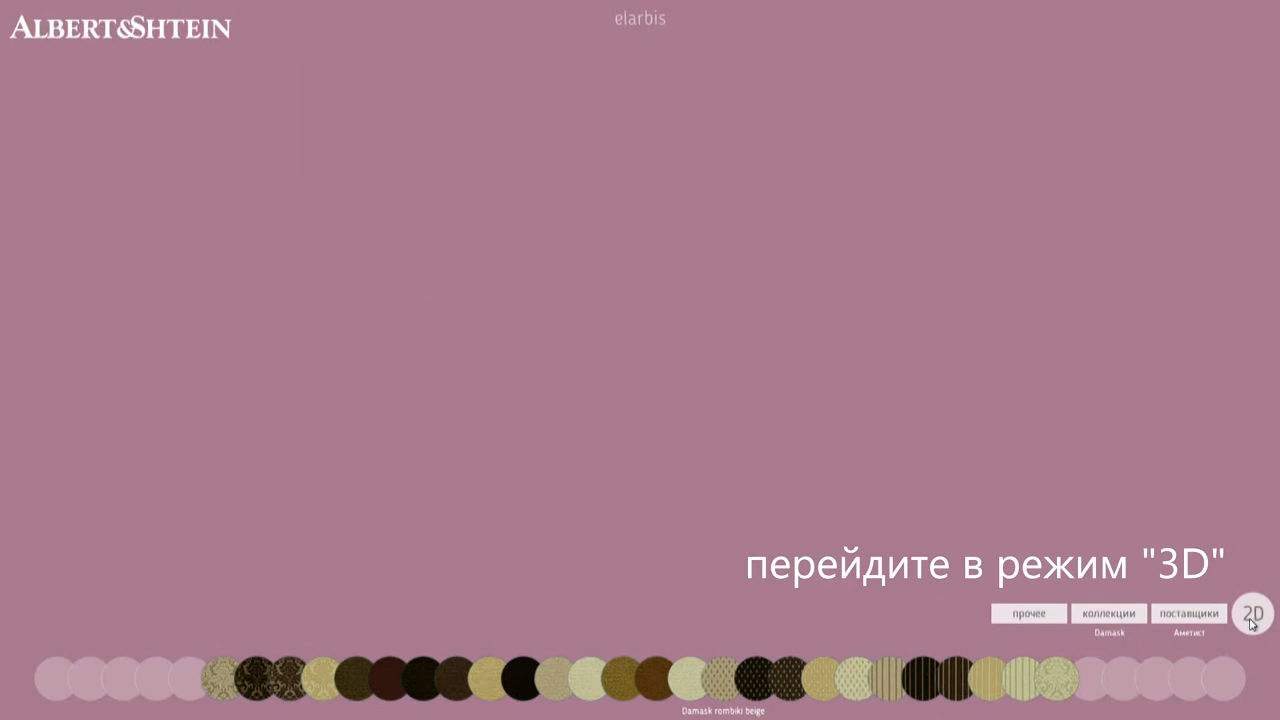 ALBERT&SHTEIN
elarbis
перейдите в режим "3D"
прочее
коллекции
поставщики
2D
Damask
Аметист
Damask rombiki beige